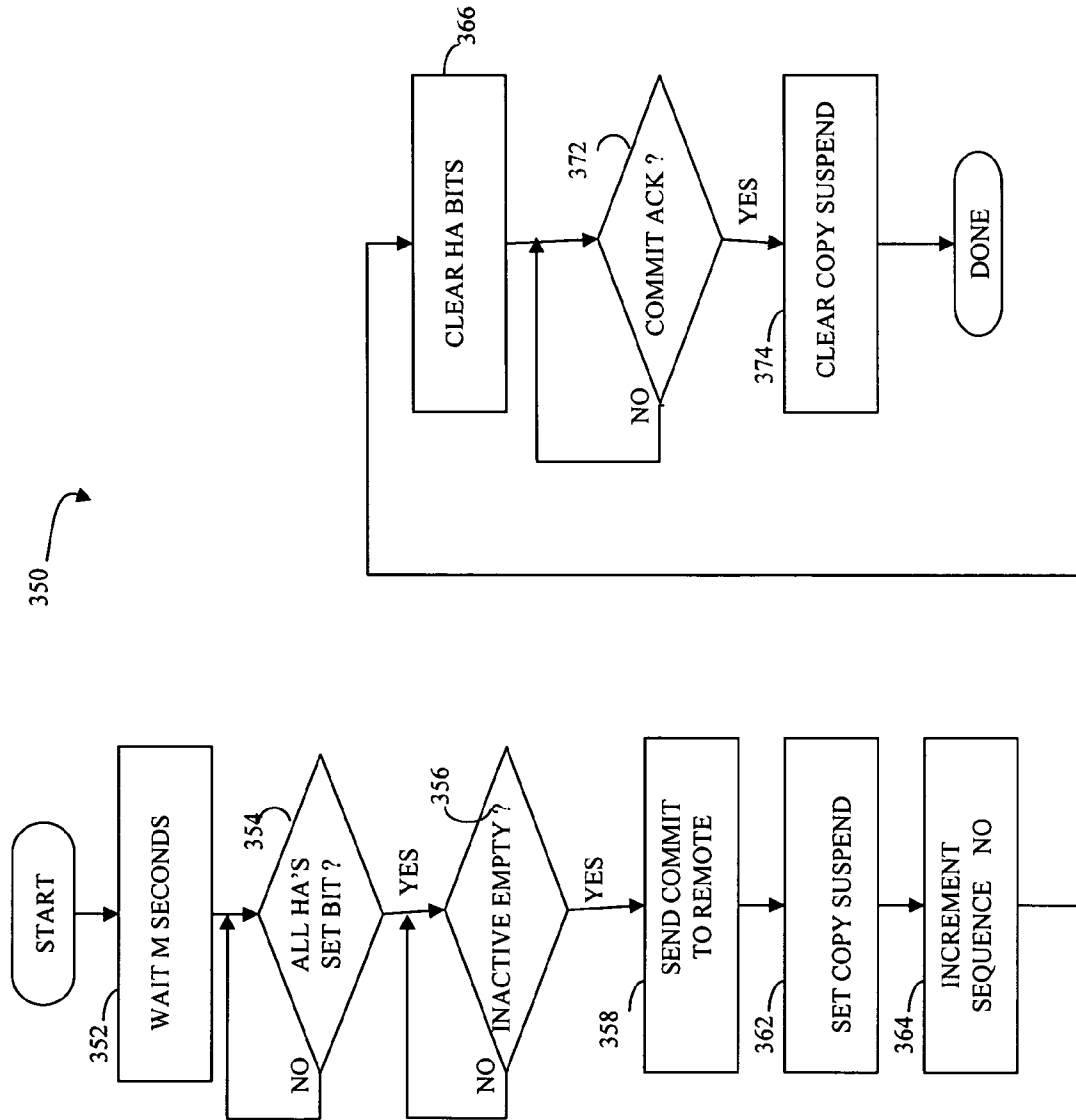 350
START
352
WAIT M SECONDS
354
ALL HA'S
SET BIT ?
NO
YES
356
INACTIVE EMPTY ?
NO
YES
358
SEND COMMIT
TO REMOTE
362
SET COPY SUSPEND
364
INCREMENT
SEQUENCE NO
366
CLEAR HA BITS
372
COMMIT ACK ?
NO
YES
374
CLEAR COPY SUSPEND
DONE